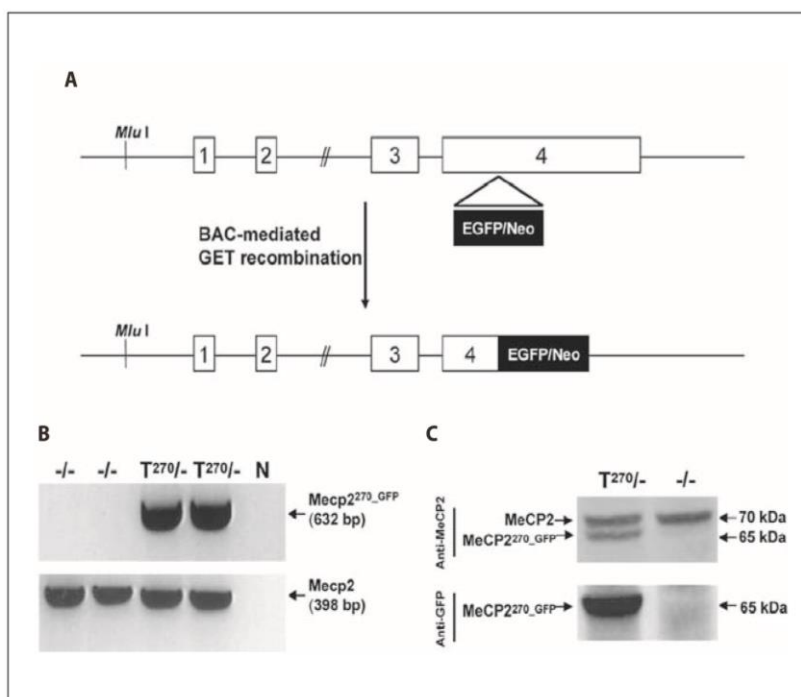 A
Mlu I
1 2 // 3 4
EGFP/Neo
BAC-mediated
GET recombination
Mlu I
1 2 // 3 4 EGFP/Neo
B
-/- -/- T270/- T270/- N
Mecp2270_GFP
(632 bp)
Mecp2
(398 bp)
C
T270/- -/-
Anti-MeCP2
MeCP2 70 kDa
MeCP2270_GFP 65 kDa
Anti-GFP
MeCP2270_GFP 65 kDa